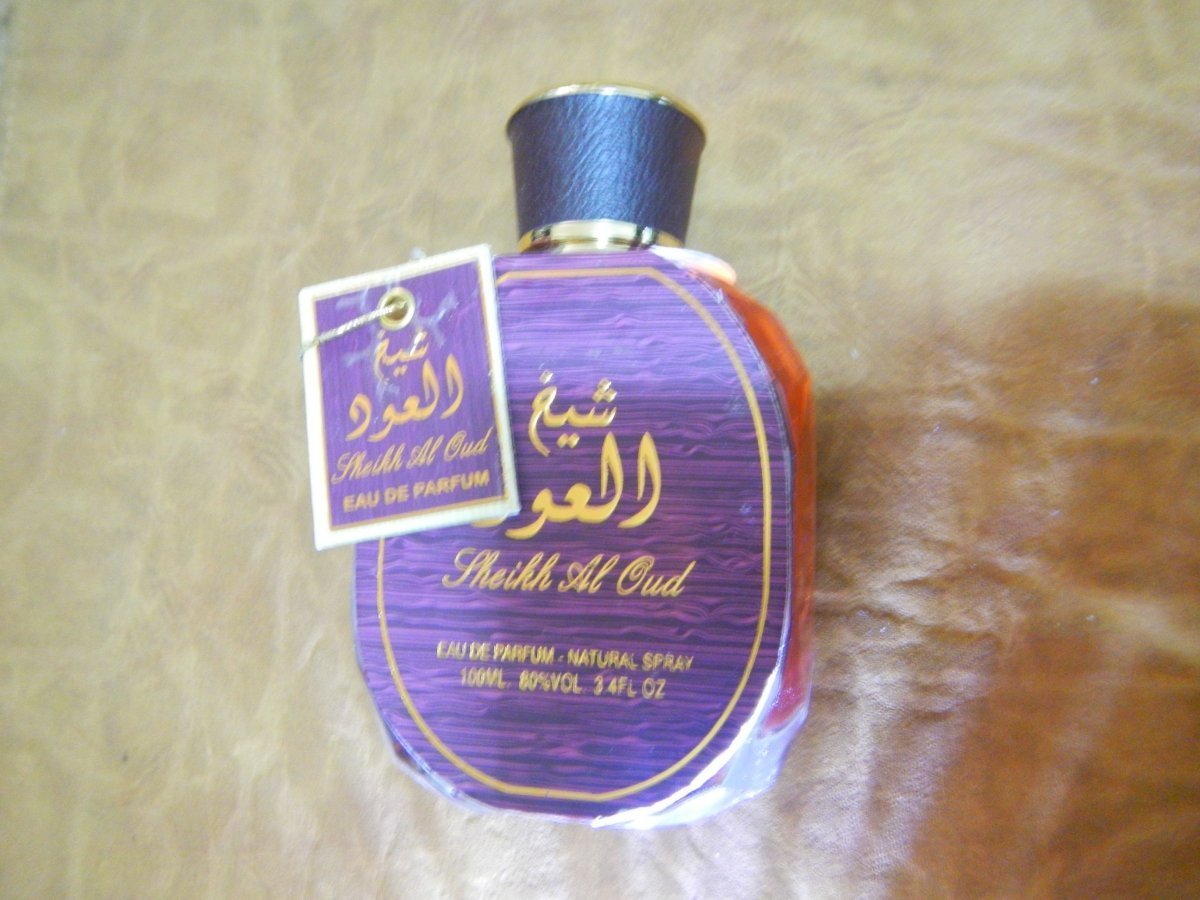 شيخ
العود
Sheikh Al Oud
EAU DE PARFUM
شيخ
العود
Sheikh Al Oud
EAU DE PARFUM - NATURAL SPRAY
100ML. 80%VOL. 3.4FL OZ